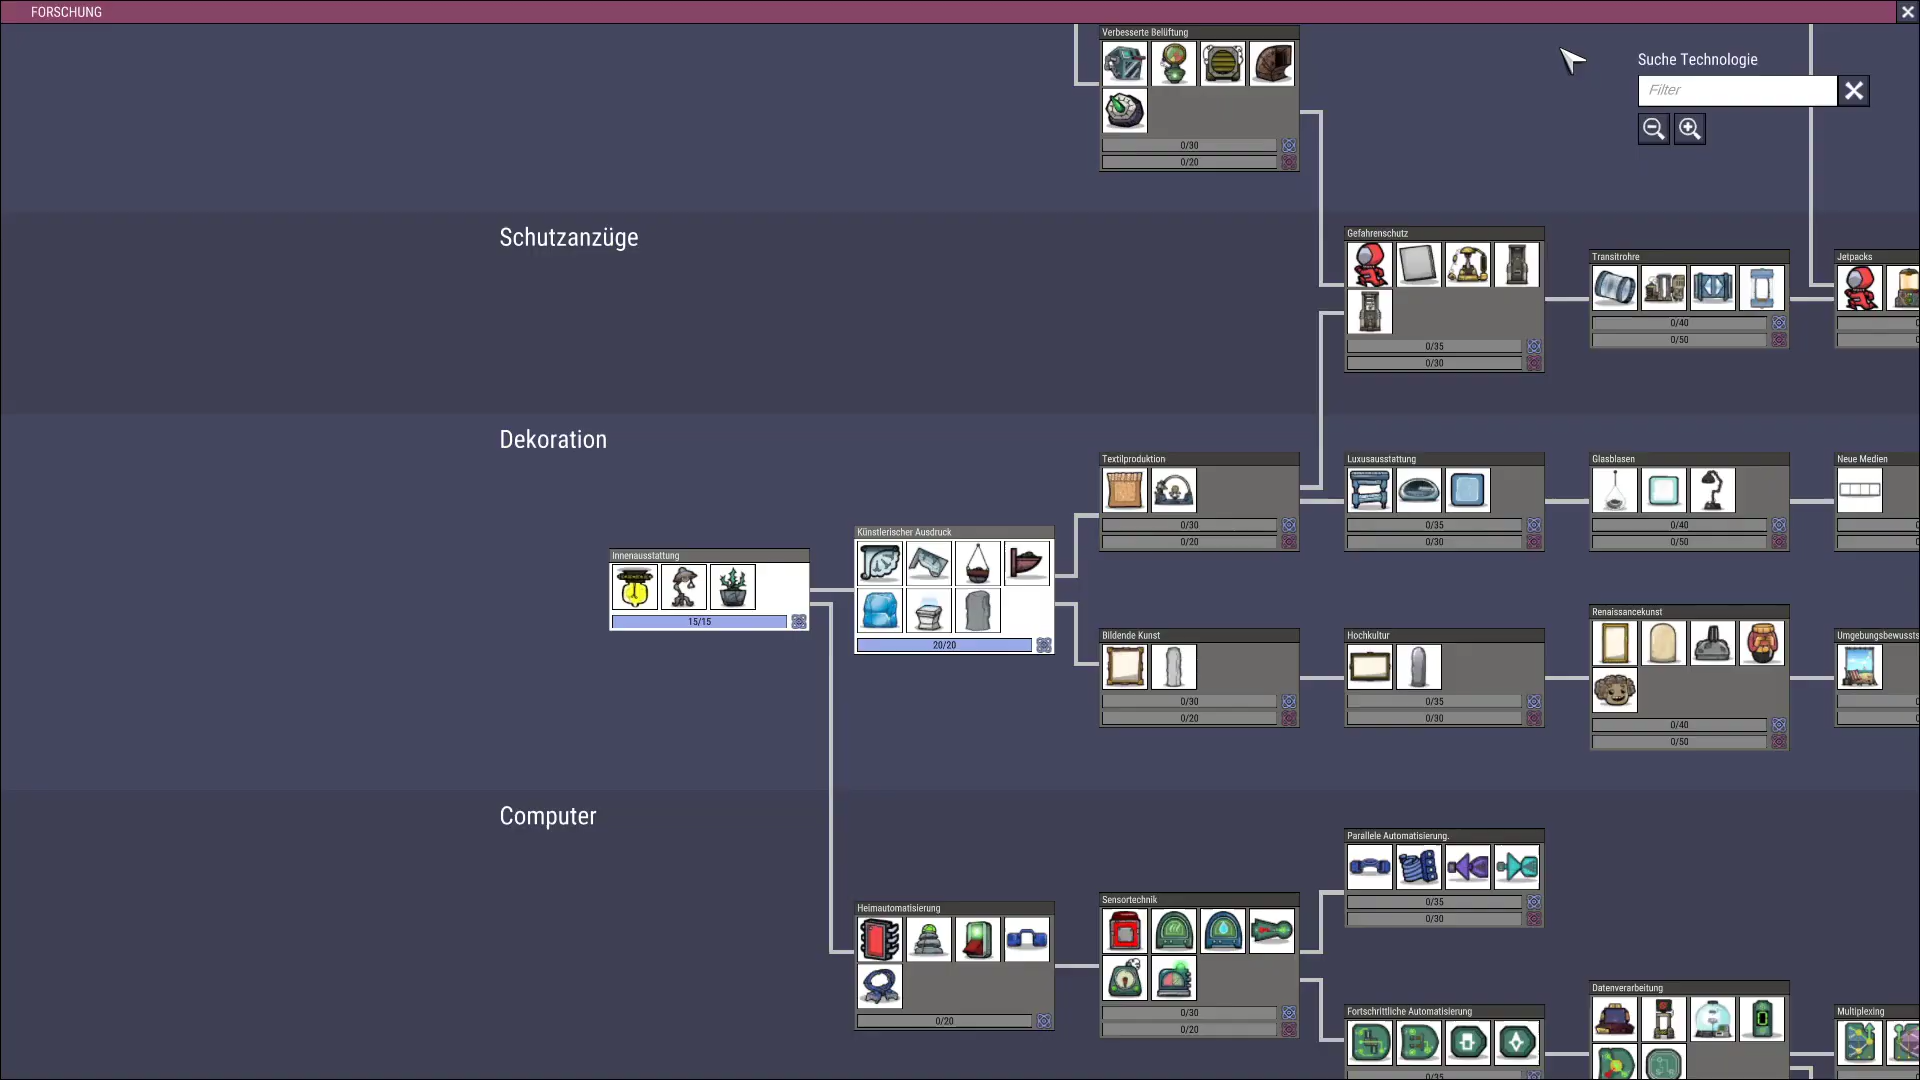 FORSCHUNG
Suche Technologie
Filter
Verbesserte Belüftung
0/30
0/20
Schutzanzüge
Gefahrenschutz
0/35
0/30
Transitrohre
0/40
0/50
Jetpacks
Dekoration
Innenausstattung
15/15
Künstlerischer Ausdruck
20/20
Textilproduktion
0/30
0/20
Luxusausstattung
0/35
0/30
Glasblasen
0/40
0/50
Neue Medien
Bildende Kunst
0/30
0/20
Hochkultur
0/35
0/30
Renaissancekunst
0/40
0/50
Umgebungsbewussts
Computer
Heimautomatisierung
0/20
Sensortechnik
0/30
0/20
Parallele Automatisierung.
0/35
0/30
Fortschrittliche Automatisierung
0/35
Datenverarbeitung
Multiplexing